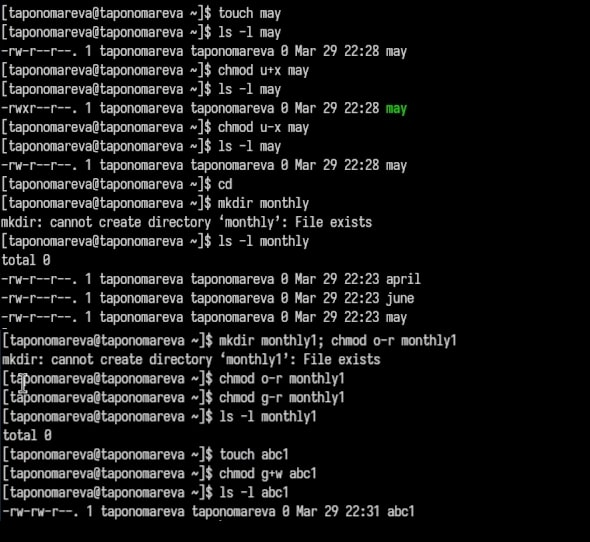 [taponomareva@taponomareva ~]$ touch may
[taponomareva@taponomareva ~]$ ls -l may
-rw-r--r--. 1 taponomareva taponomareva 0 Mar 29 22:28 may
[taponomareva@taponomareva ~]$ chmod u+x may
[taponomareva@taponomareva ~]$ ls -l may
-rwxr--r--. 1 taponomareva taponomareva 0 Mar 29 22:28 may
[taponomareva@taponomareva ~]$ chmod u-x may
[taponomareva@taponomareva ~]$ ls -l may
-rw-r--r--. 1 taponomareva taponomareva 0 Mar 29 22:28 may
[taponomareva@taponomareva ~]$ cd
[taponomareva@taponomareva ~]$ mkdir monthly
mkdir: cannot create directory ‘monthly’: File exists
[taponomareva@taponomareva ~]$ ls -l monthly
total 0
-rw-r--r--. 1 taponomareva taponomareva 0 Mar 29 22:23 april
-rw-r--r--. 1 taponomareva taponomareva 0 Mar 29 22:23 june
-rw-r--r--. 1 taponomareva taponomareva 0 Mar 29 22:23 may
[taponomareva@taponomareva ~]$ mkdir monthly1; chmod o-r monthly1
mkdir: cannot create directory ‘monthly1’: File exists
[taponomareva@taponomareva ~]$ chmod o-r monthly1
[taponomareva@taponomareva ~]$ chmod g-r monthly1
[taponomareva@taponomareva ~]$ ls -l monthly1
total 0
[taponomareva@taponomareva ~]$ touch abc1
[taponomareva@taponomareva ~]$ chmod g+w abc1
[taponomareva@taponomareva ~]$ ls -l abc1
-rw-rw-r--. 1 taponomareva taponomareva 0 Mar 29 22:31 abc1